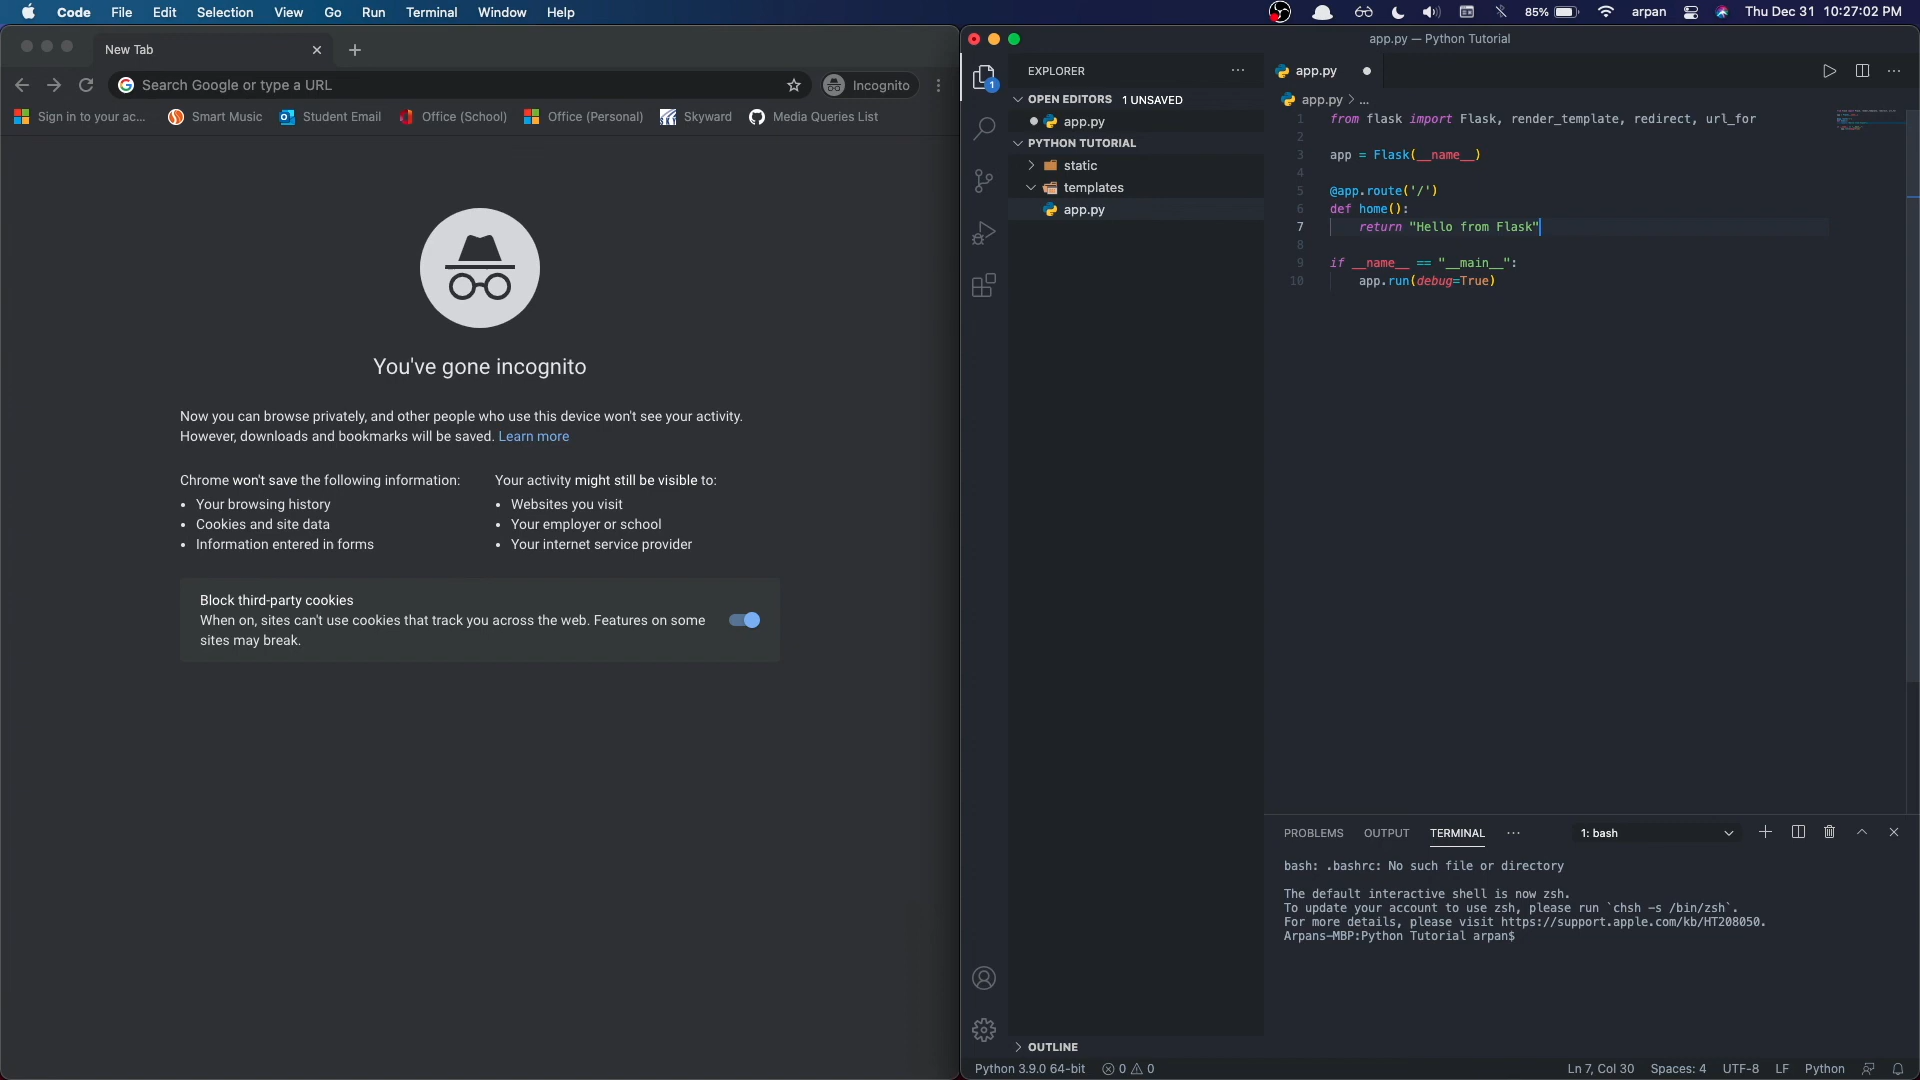 Code File Edit Selection View Go Run Terminal Window Help
85% arpan Thu Dec 31 10:27:02 PM
New Tab
Search Google or type a URL
Incognito
Sign in to your ac... Smart Music Student Email Office (School) Office (Personal) Skyward Media Queries List
You've gone incognito
Now you can browse privately, and other people who use this device won't see your activity.
However, downloads and bookmarks will be saved. Learn more
Chrome won't save the following information:
Your browsing history
Cookies and site data
Information entered in forms
Your activity might still be visible to:
Websites you visit
Your employer or school
Your internet service provider
Block third-party cookies
When on, sites can't use cookies that track you across the web. Features on some
sites may break.
app.py — Python Tutorial
EXPLORER
1
OPEN EDITORS 1 UNSAVED
app.py
PYTHON TUTORIAL
static
templates
app.py
OUTLINE
app.py
app.py > ...
1 from flask import Flask, render_template, redirect, url_for
2
3 app = Flask(__name__)
4
5 @app.route('/')
6 def home():
7 return "Hello from Flask"
8
9 if __name__ == "__main__":
10 app.run(debug=True)
PROBLEMS OUTPUT TERMINAL 1: bash
bash: .bashrc: No such file or directory
The default interactive shell is now zsh.
To update your account to use zsh, please run `chsh -s /bin/zsh`.
For more details, please visit https://support.apple.com/kb/HT208050.
Arpans-MBP:Python Tutorial arpan$
Python 3.9.0 64-bit 0 0 Ln 7, Col 30 Spaces: 4 UTF-8 LF Python